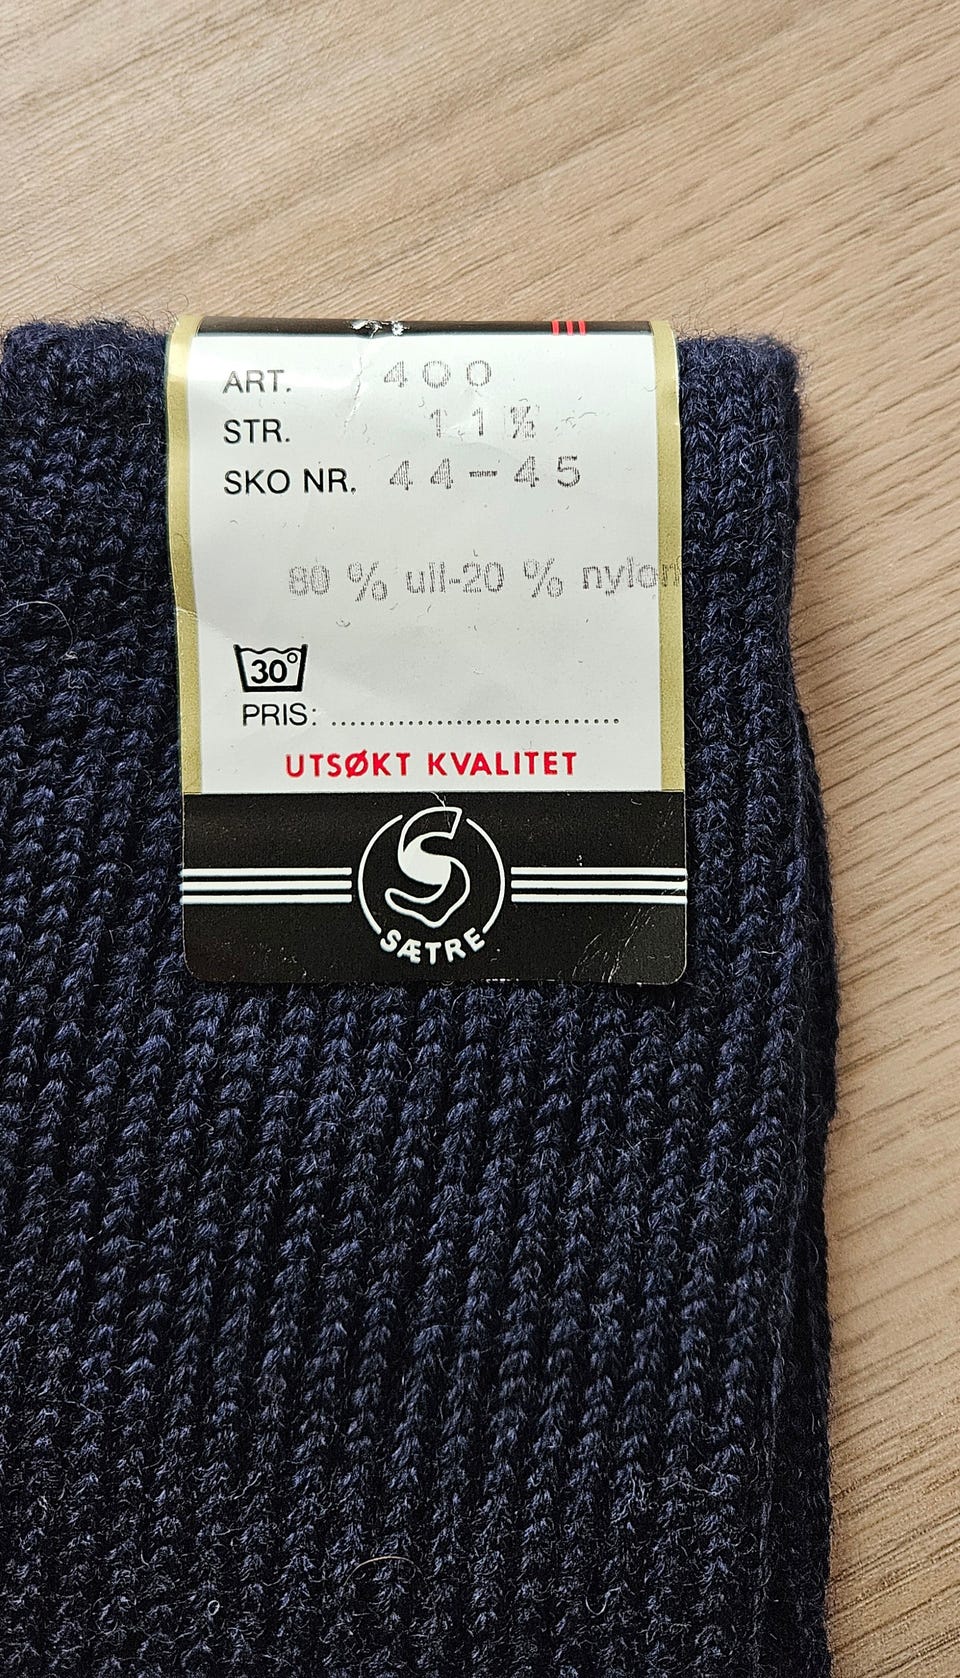 ART. 400
STR. 11½
SKO NR. 44-45
80 % ull-20 % nylon
30°
PRIS: ........................................
UTSØKT KVALITET
S
SÆTRE